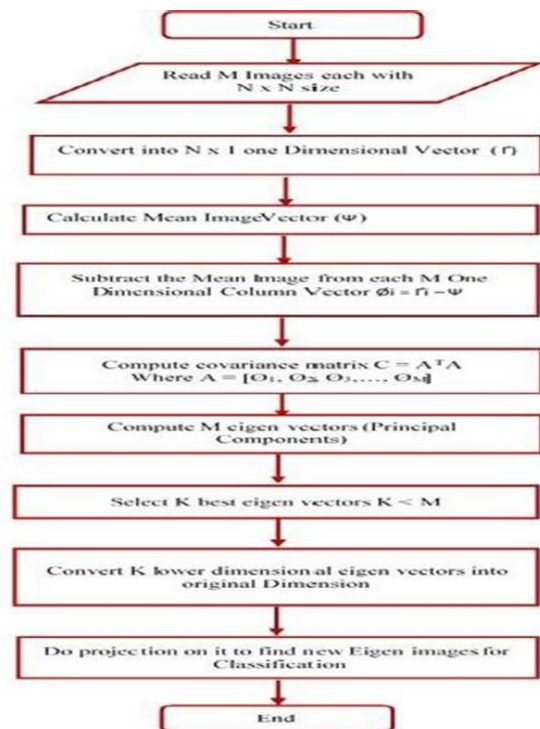 Start
Read M Images each with
N x N size
Convert into N x 1 one Dimensional Vector (Γ)
Calculate Mean ImageVector (Ψ)
Subtract the Mean Image from each M One
Dimensional Column Vector Øi = Γi – Ψ
Compute covariance matrix C = AᵀA
Where A = [Ø₁, Ø₂, Ø₃,..., Øᴍ]
Compute M eigen vectors (Principal
Components)
Select K best eigen vectors K < M
Convert K lower dimensional eigen vectors into
original Dimension
Do projection on it to find new Eigen images for
Classification
End